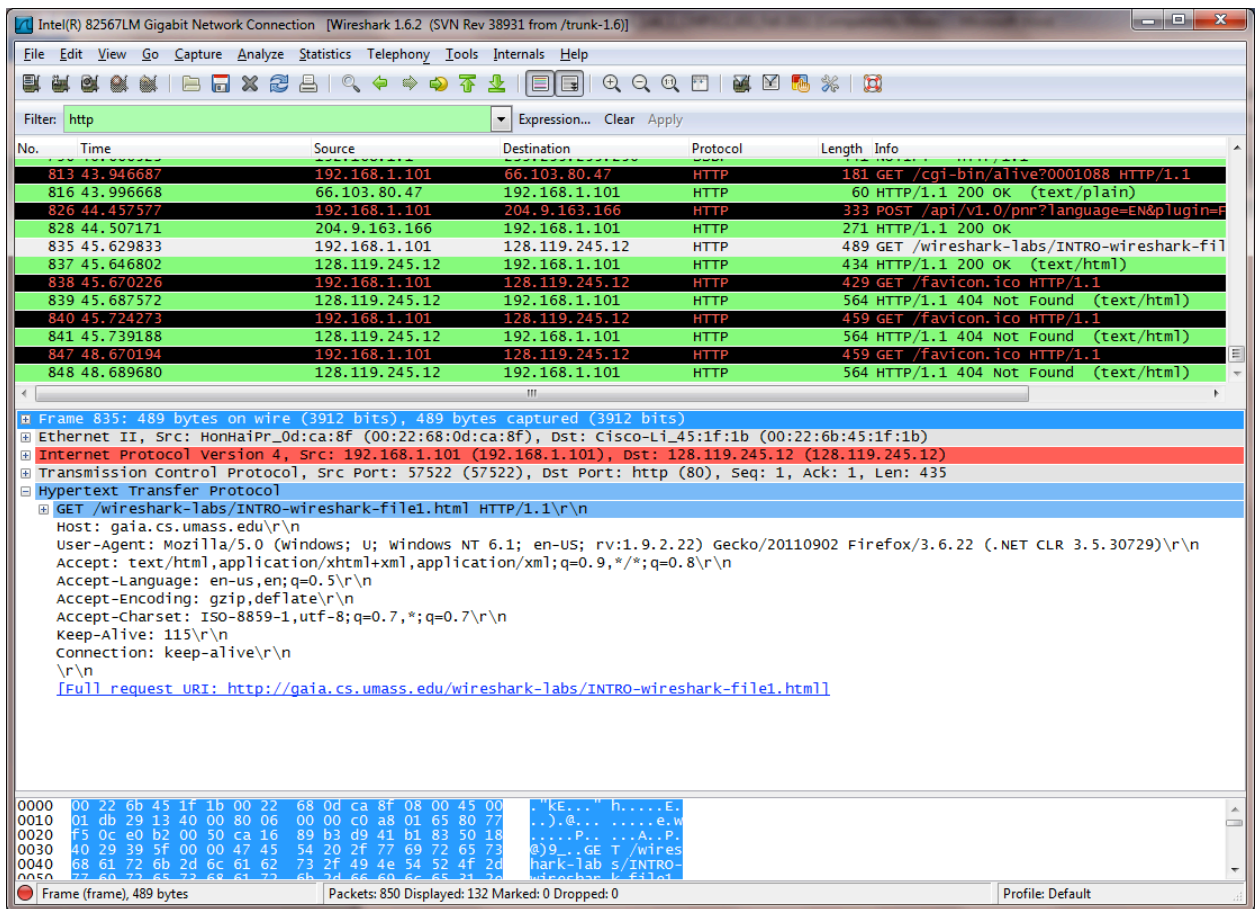 Intel(R) 82567LM Gigabit Network Connection [Wireshark 1.6.2 (SVN Rev 38931 from /trunk-1.6)]
File Edit View Go Capture Analyze Statistics Telephony Tools Internals Help
Filter: http Expression... Clear Apply
No. Time Source Destination Protocol Length Info
813 43.946687 192.168.1.101 66.103.80.47 HTTP 181 GET /cgi-bin/alive?0001088 HTTP/1.1
816 43.996668 66.103.80.47 192.168.1.101 HTTP 60 HTTP/1.1 200 OK (text/plain)
826 44.457577 192.168.1.101 204.9.163.166 HTTP 333 POST /api/v1.0/pnr?language=EN&plugin=F
828 44.507171 204.9.163.166 192.168.1.101 HTTP 271 HTTP/1.1 200 OK
835 45.629833 192.168.1.101 128.119.245.12 HTTP 489 GET /wireshark-labs/INTRO-wireshark-fil
837 45.646802 128.119.245.12 192.168.1.101 HTTP 434 HTTP/1.1 200 OK (text/html)
838 45.670226 192.168.1.101 128.119.245.12 HTTP 429 GET /favicon.ico HTTP/1.1
839 45.687572 128.119.245.12 192.168.1.101 HTTP 564 HTTP/1.1 404 Not Found (text/html)
840 45.724273 192.168.1.101 128.119.245.12 HTTP 459 GET /favicon.ico HTTP/1.1
841 45.739188 128.119.245.12 192.168.1.101 HTTP 564 HTTP/1.1 404 Not Found (text/html)
847 48.670194 192.168.1.101 128.119.245.12 HTTP 459 GET /favicon.ico HTTP/1.1
848 48.689680 128.119.245.12 192.168.1.101 HTTP 564 HTTP/1.1 404 Not Found (text/html)
Frame 835: 489 bytes on wire (3912 bits), 489 bytes captured (3912 bits)
Ethernet II, Src: HonHaiPr_0d:ca:8f (00:22:68:0d:ca:8f), Dst: Cisco-Li_45:1f:1b (00:22:6b:45:1f:1b)
Internet Protocol Version 4, Src: 192.168.1.101 (192.168.1.101), Dst: 128.119.245.12 (128.119.245.12)
Transmission Control Protocol, Src Port: 57522 (57522), Dst Port: http (80), Seq: 1, Ack: 1, Len: 435
Hypertext Transfer Protocol
GET /wireshark-labs/INTRO-wireshark-file1.html HTTP/1.1\r\n
Host: gaia.cs.umass.edu\r\n
User-Agent: Mozilla/5.0 (Windows; U; Windows NT 6.1; en-US; rv:1.9.2.22) Gecko/20110902 Firefox/3.6.22 (.NET CLR 3.5.30729)\r\n
Accept: text/html,application/xhtml+xml,application/xml;q=0.9,*/*;q=0.8\r\n
Accept-Language: en-us,en;q=0.5\r\n
Accept-Encoding: gzip,deflate\r\n
Accept-Charset: ISO-8859-1,utf-8;q=0.7,*;q=0.7\r\n
Keep-Alive: 115\r\n
Connection: keep-alive\r\n
\r\n
[Full request URI: http://gaia.cs.umass.edu/wireshark-labs/INTRO-wireshark-file1.html]
0000 00 22 6b 45 1f 1b 00 22 68 0d ca 8f 08 00 45 00 ."kE..." h.....E.
0010 01 db 29 13 40 00 80 06 00 00 c0 a8 01 65 80 77 ..).@... .....e.w
0020 f5 0c e0 b2 00 50 ca 16 89 b3 d9 41 b1 83 50 18 .....P.. ...A..P.
0030 40 29 39 5f 00 00 47 45 54 20 2f 77 69 72 65 73 @)9_..GE T /wires
0040 68 61 72 6b 2d 6c 61 62 73 2f 49 4e 54 52 4f 2d hark-lab s/INTRO-
0050 77 69 72 65 73 68 61 72 6b 2d 66 69 6c 65 31 2e wireshar k-file1.
Frame (frame), 489 bytes Packets: 850 Displayed: 132 Marked: 0 Dropped: 0 Profile: Default